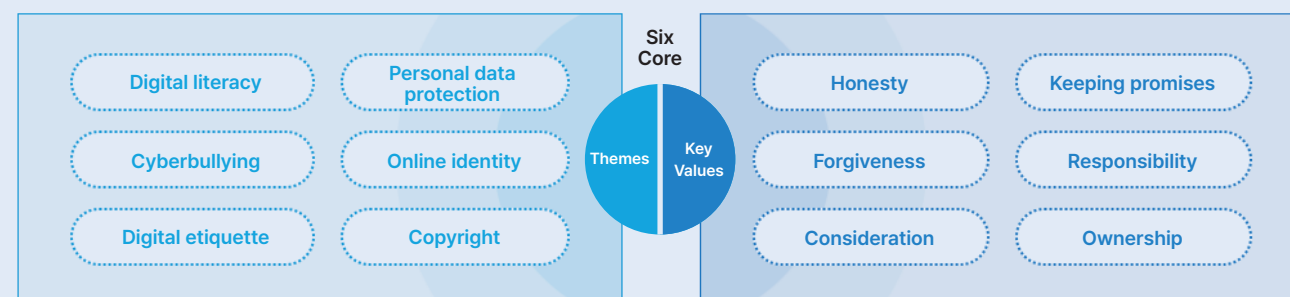 Six
Core
Themes
Key
Values
Digital literacy
Personal data
protection
Cyberbullying
Online identity
Digital etiquette
Copyright
Honesty
Keeping promises
Forgiveness
Responsibility
Consideration
Ownership